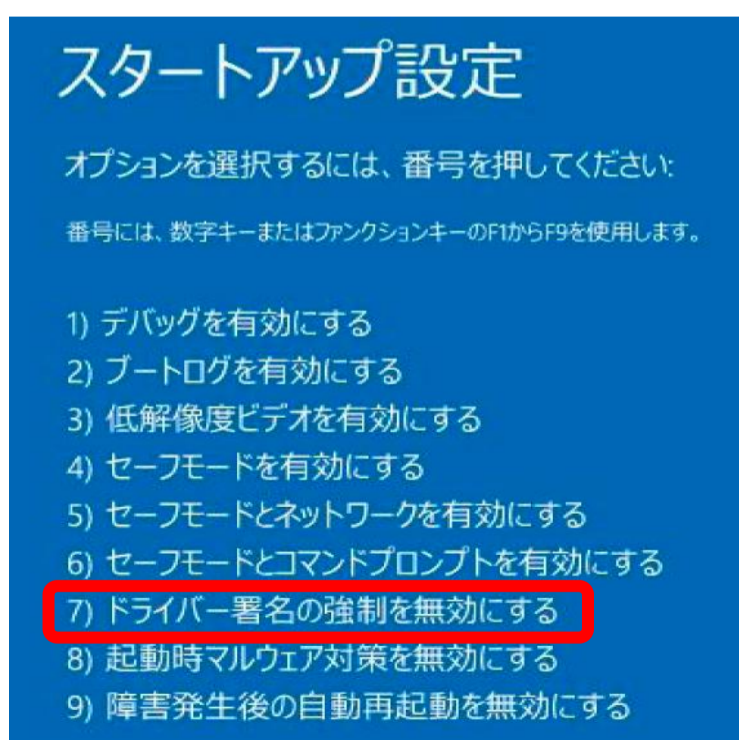 スタートアップ設定
オプションを選択するには、番号を押してください:
番号には、数字キーまたはファンクションキーのF1からF9を使用します。
1) デバッグを有効にする
2) ブートログを有効にする
3) 低解像度ビデオを有効にする
4) セーフモードを有効にする
5) セーフモードとネットワークを有効にする
6) セーフモードとコマンドプロンプトを有効にする
7) ドライバー署名の強制を無効にする
8) 起動時マルウェア対策を無効にする
9) 障害発生後の自動再起動を無効にする